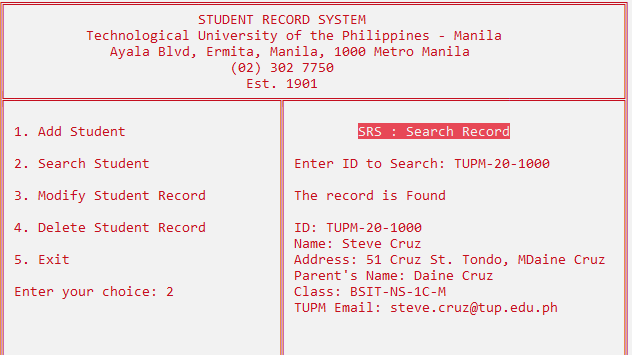 STUDENT RECORD SYSTEM
Technological University of the Philippines - Manila
Ayala Blvd, Ermita, Manila, 1000 Metro Manila
(02) 302 7750
Est. 1901
1. Add Student
2. Search Student
3. Modify Student Record
4. Delete Student Record
5. Exit
Enter your choice: 2
SRS : Search Record
Enter ID to Search: TUPM-20-1000
The record is Found
ID: TUPM-20-1000
Name: Steve Cruz
Address: 51 Cruz St. Tondo, MDaine Cruz
Parent's Name: Daine Cruz
Class: BSIT-NS-1C-M
TUPM Email: steve.cruz@tup.edu.ph